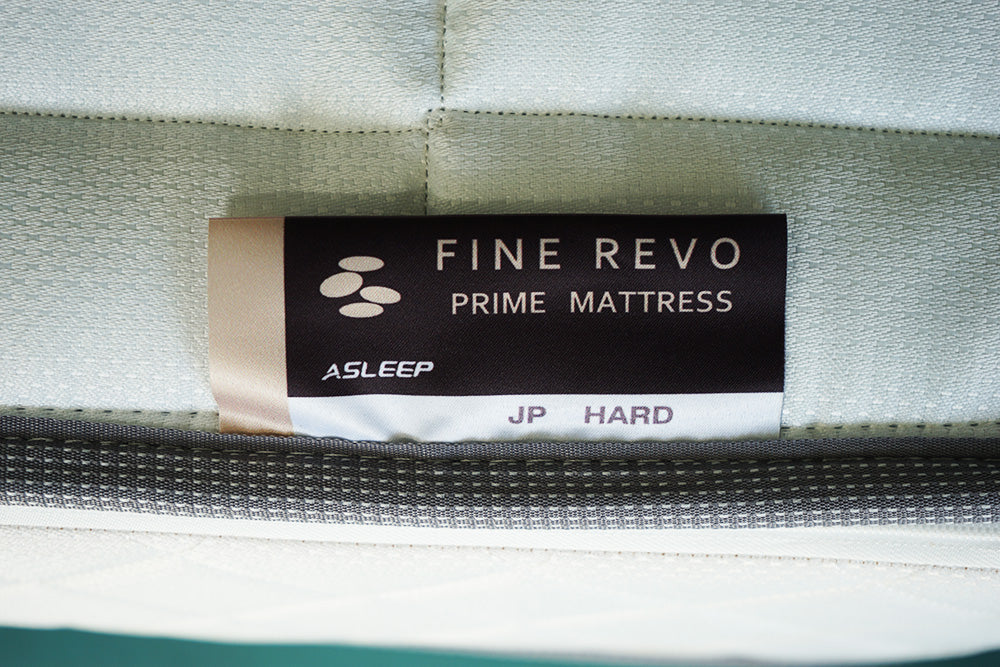 FINE REVO
PRIME MATTRESS
ASLEEP
JP HARD